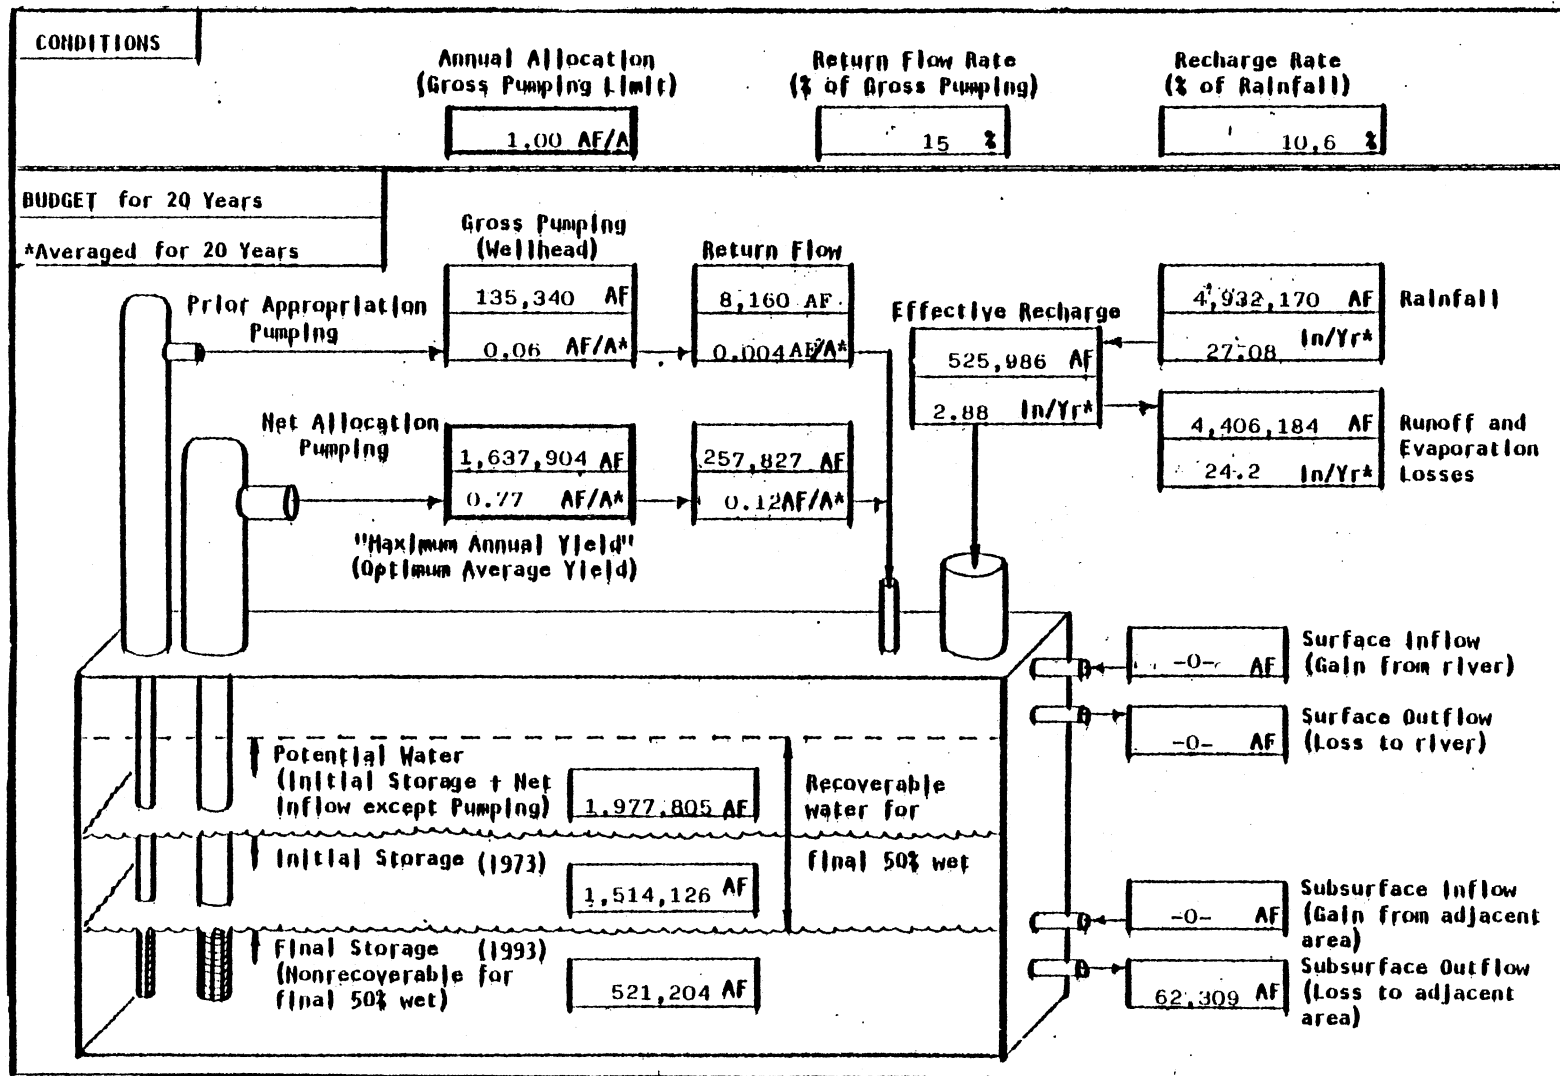 CONDITIONS
Annual Allocation
(Gross Pumping Limit)
1.00 AF/A
Return Flow Rate
(% of Gross Pumping)
15 %
Recharge Rate
(% of Rainfall)
10.6 %
BUDGET for 20 Years
*Averaged for 20 Years
Gross Pumping
(Wellhead)
Return Flow
Prior Appropriation
Pumping
135,340 AF
0.06 AF/A*
8,160 AF
0.004 AF/A*
Effective Recharge
525,986 AF
2.88 In/Yr*
4,932,170 AF
27.08 In/Yr*
Rainfall
4,406,184 AF
24.2 In/Yr*
Runoff and
Evaporation
Losses
Net Allocation
Pumping
1,637,904 AF
0.77 AF/A*
257,827 AF
0.12AF/A*
"Maximum Annual Yield"
(Optimum Average Yield)
-0- AF
Surface Inflow
(Gain from river)
-0- AF
Surface Outflow
(Loss to river)
Potential Water
(Initial Storage + Net
Inflow except Pumping)
1,977,805 AF
Recoverable
water for
final 50% wet
Initial Storage (1973)
1,514,126 AF
Final Storage (1993)
(Nonrecoverable for
final 50% wet)
521,204 AF
-0- AF
Subsurface Inflow
(Gain from adjacent
area)
62,309 AF
Subsurface Outflow
(Loss to adjacent
area)